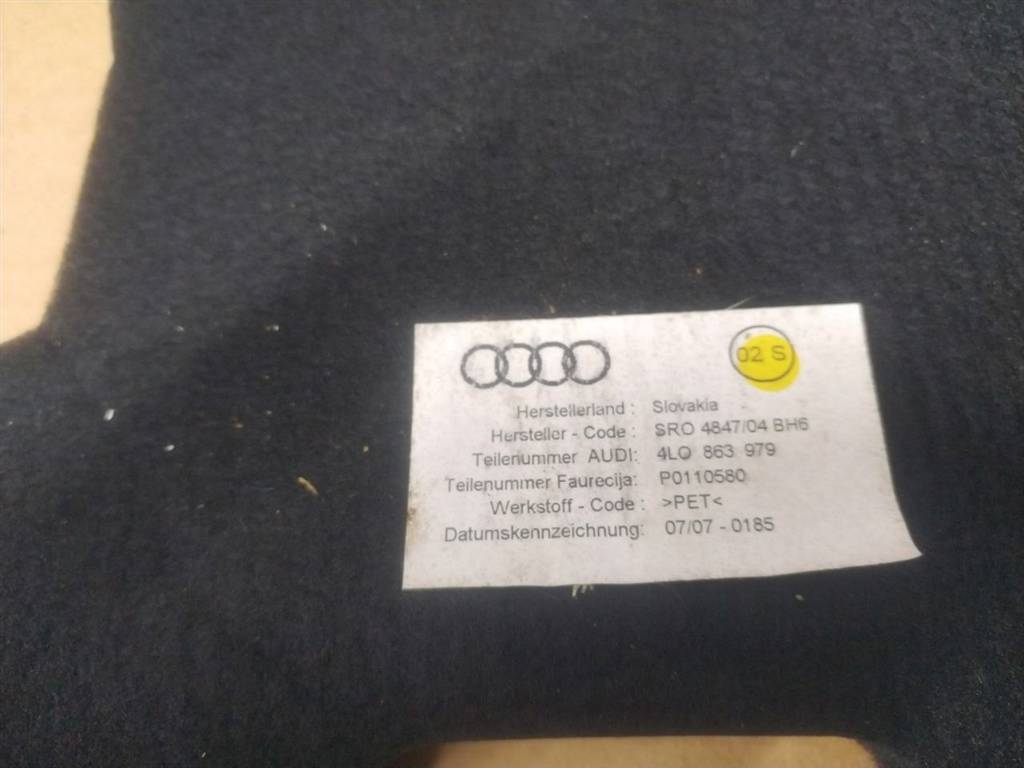 02 S
Herstellerland : Slovakia
Hersteller - Code : SRO 4847/04 BH6
Teilenummer AUDI: 4LO 863 979
Teilenummer Faurecija: P0110580
Werkstoff - Code : >PET<
Datumskennzeichnung: 07/07 - 0185